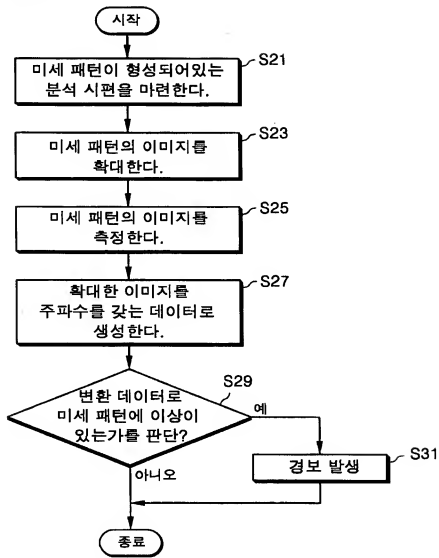 시작
S21
미세 패턴이 형성되어있는
분석 시편을 마련한다.
S23
미세 패턴의 이미지를
확대한다.
S25
미세 패턴의 이미지를
측정한다.
S27
확대한 이미지를
주파수를 갖는 데이터로
생성한다.
S29
변환 데이터로
미세 패턴에 이상이
있는가를 판단?
예
S31
경보 발생
아니오
종료